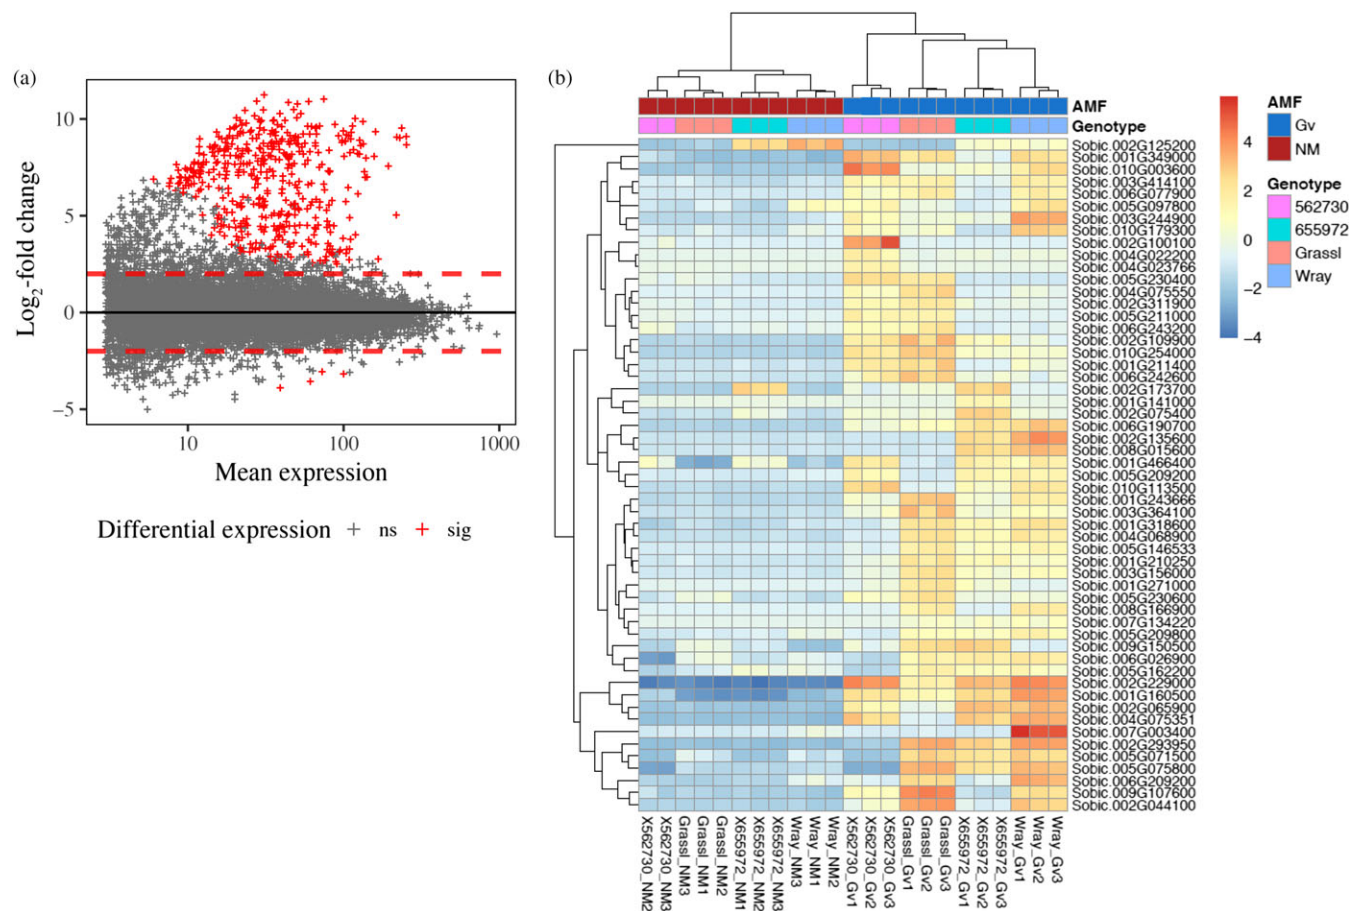 (a)
10
5
0
−5
Log2-fold change
10
100
1000
Mean expression
Differential expression + ns + sig
(b)
AMF
Genotype
Sobic.002G125200
Sobic.001G349000
Sobic.010G003600
Sobic.003G414100
Sobic.006G077900
Sobic.005G097800
Sobic.003G244900
Sobic.010G179300
Sobic.002G100100
Sobic.004G022200
Sobic.004G023766
Sobic.005G230400
Sobic.004G075550
Sobic.002G311900
Sobic.005G211000
Sobic.006G243200
Sobic.002G109900
Sobic.010G254000
Sobic.001G211400
Sobic.006G242600
Sobic.002G173700
Sobic.001G141000
Sobic.002G075400
Sobic.006G190700
Sobic.002G135600
Sobic.008G015600
Sobic.001G466400
Sobic.005G209200
Sobic.010G113500
Sobic.001G243666
Sobic.003G364100
Sobic.001G318600
Sobic.004G068900
Sobic.005G146533
Sobic.001G210250
Sobic.003G156000
Sobic.001G271000
Sobic.005G230600
Sobic.008G166900
Sobic.007G134220
Sobic.005G209800
Sobic.009G150500
Sobic.006G026900
Sobic.005G162200
Sobic.002G229000
Sobic.001G160500
Sobic.002G065900
Sobic.004G075351
Sobic.007G003400
Sobic.002G293950
Sobic.005G071500
Sobic.005G075800
Sobic.006G209200
Sobic.009G107600
Sobic.002G044100
X562730_NM2
X562730_NM3
Grassl_NM3
Grassl_NM1
Grassl_NM2
X655972_NM1
X655972_NM2
X655972_NM3
Wray_NM3
Wray_NM1
Wray_NM2
X562730_Gv1
X562730_Gv2
X562730_Gv3
Grassl_Gv1
Grassl_Gv2
Grassl_Gv3
X655972_Gv1
X655972_Gv2
X655972_Gv3
Wray_Gv1
Wray_Gv2
Wray_Gv3
4
2
0
−2
−4
AMF
Gv
NM
Genotype
562730
655972
Grassl
Wray